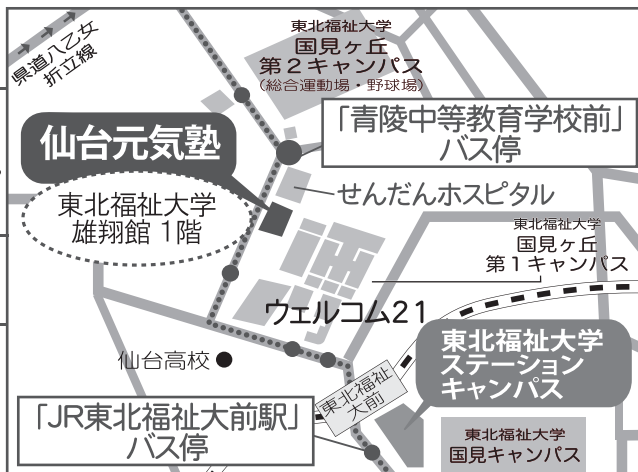 県道八乙女
折立線
東北福祉大学
国見ヶ丘
第2キャンパス
(総合運動場・野球場)
「青陵中等教育学校前」
バス停
仙台元気塾
せんだんホスピタル
東北福祉大学
雄翔館 1階
東北福祉大学
国見ヶ丘
第1キャンパス
ウェルコム21
東北福祉大学
ステーション
キャンパス
仙台高校
東北福祉
大前
「JR東北福祉大前駅」
バス停
東北福祉大学
国見キャンパス